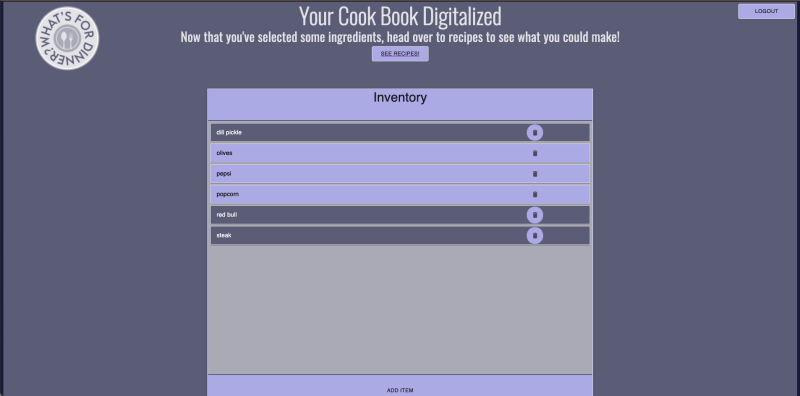 WHAT'S FOR DINNER?
Your Cook Book Digitalized
LOGOUT
Now that you've selected some ingredients, head over to recipes to see what you could make!
SEE RECIPES!
Inventory
dill pickle
olives
pepsi
popcorn
red bull
steak
ADD ITEM